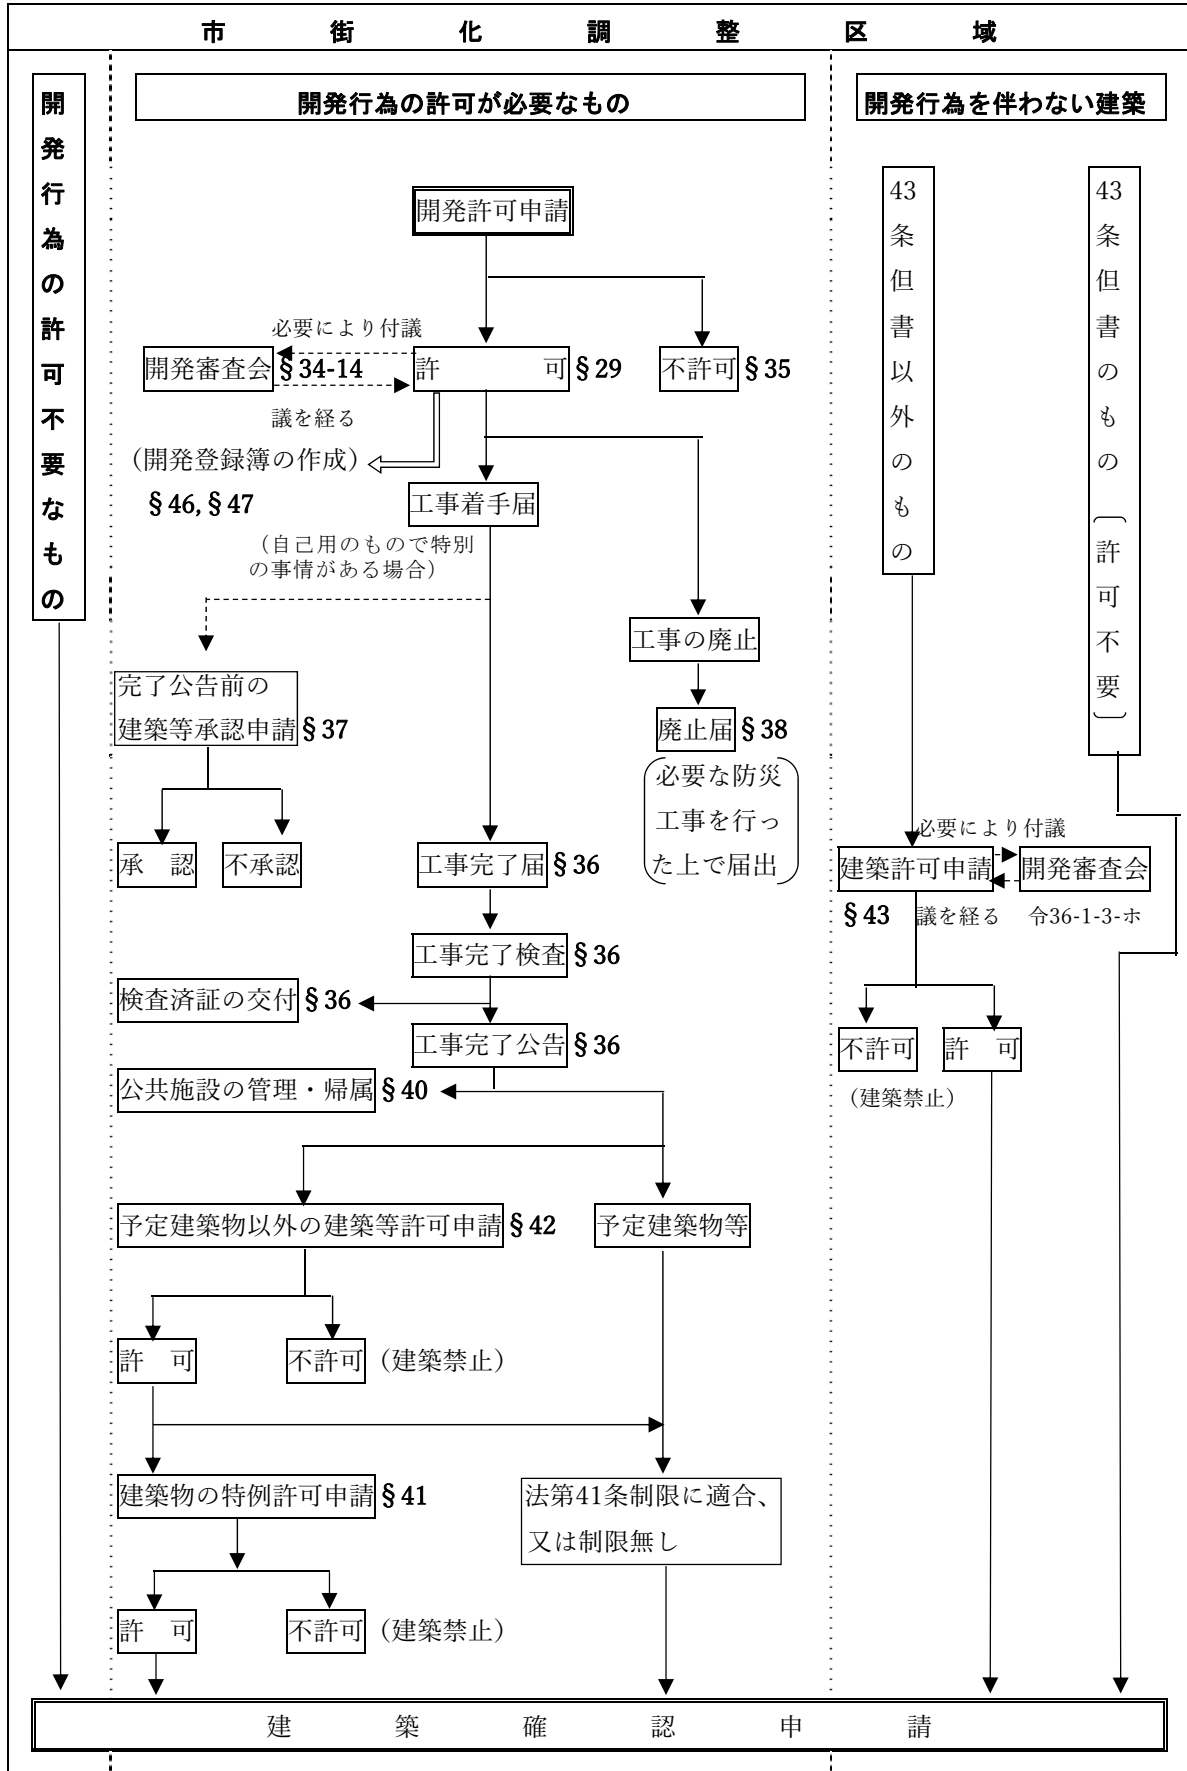 市街化調整区域
開発行為の許可不要なもの
開発行為の許可が必要なもの
開発行為を伴わない建築
開発許可申請
必要により付議
開発審査会 §34-14
許可 §29
不許可 §35
議を経る
（開発登録簿の作成）
§46,§47
工事着手届
（自己用のもので特別
の事情がある場合）
工事の廃止
完了公告前の
建築等承認申請 §37
廃止届 §38
必要な防災
工事を行っ
た上で届出
承認
不承認
工事完了届 §36
工事完了検査 §36
検査済証の交付 §36
工事完了公告 §36
公共施設の管理・帰属 §40
予定建築物以外の建築等許可申請 §42
予定建築物等
許可
不許可（建築禁止）
建築物の特例許可申請 §41
法第41条制限に適合、
又は制限無し
許可
不許可（建築禁止）
43条但書以外のもの
43条但書のもの〔許可不要〕
必要により付議
建築許可申請
開発審査会
§43
議を経る
令36-1-3-ホ
不許可
許可
（建築禁止）
建築確認申請